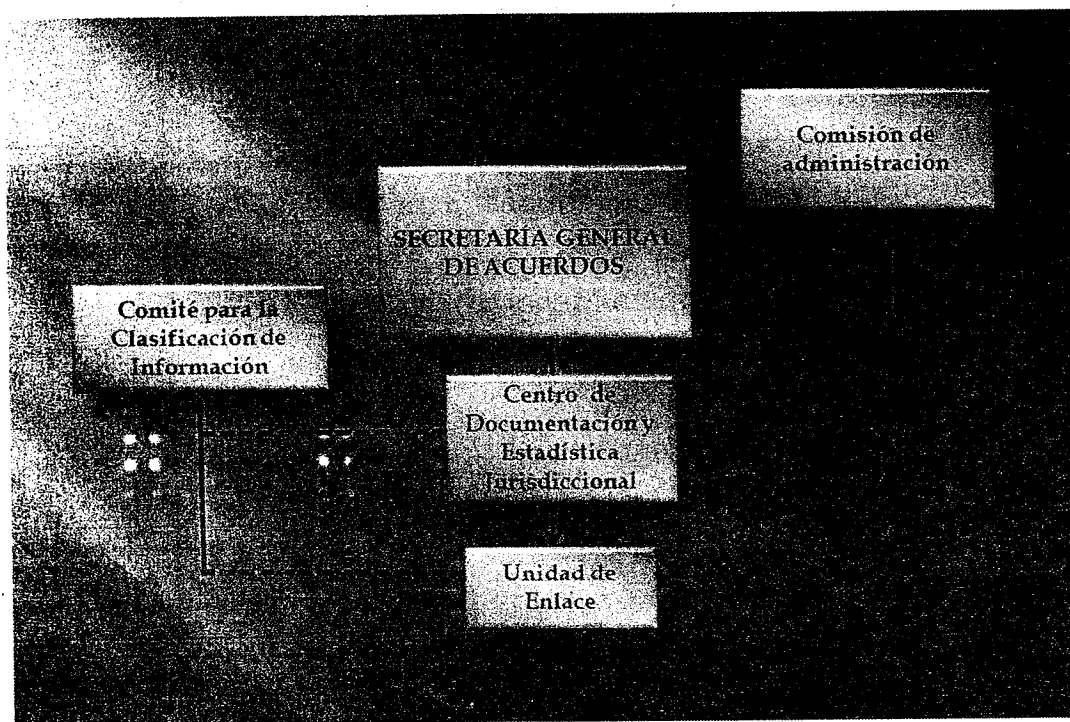 Comisión de
administracion
SECRETARÍA GENERAL
DE ACUERDOS
Comité para la
Clasificación de
Información
Centro de
Documentación y
Estadística
Jurisdiccional
Unidad de
Enlace